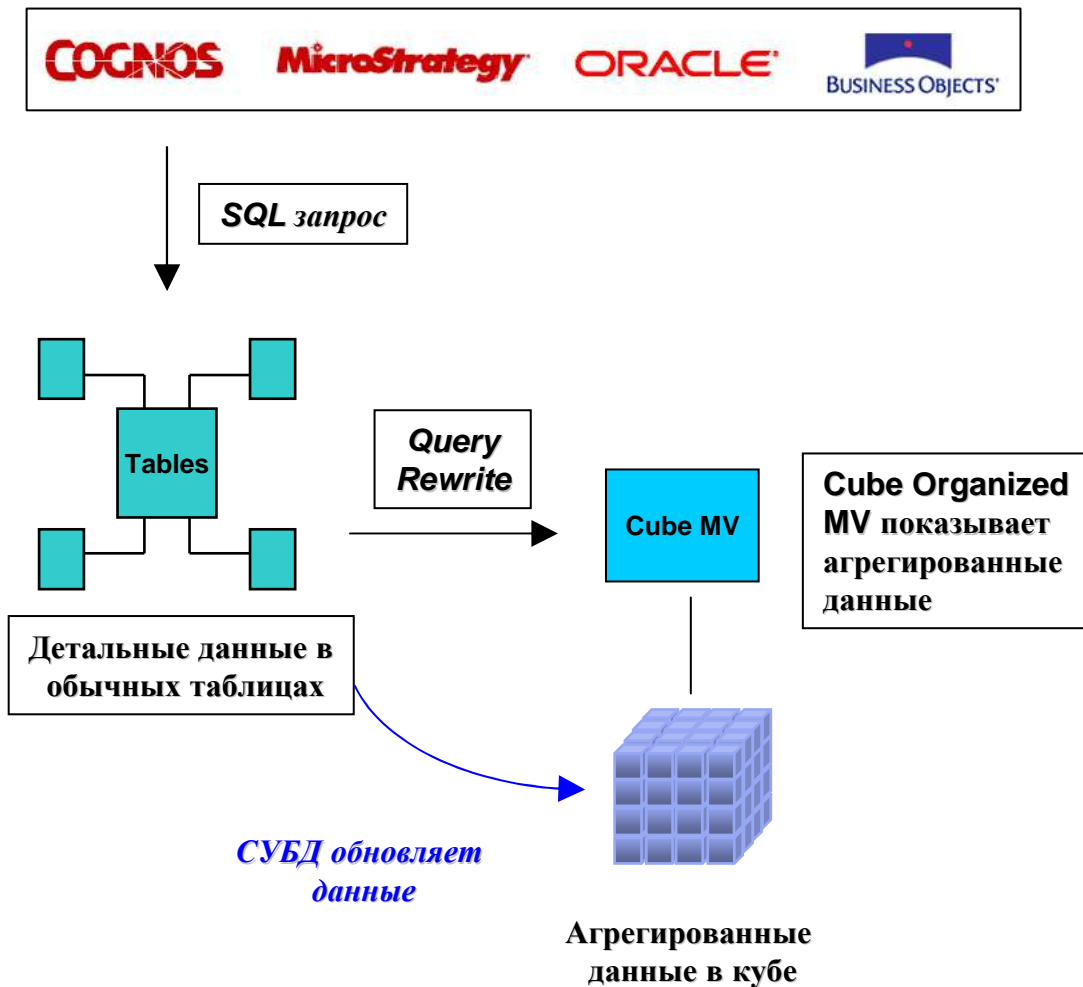 COGNOS
MicroStrategy
ORACLE
BUSINESS OBJECTS
SQL запрос
Tables
Query
Rewrite
Cube MV
Cube Organized
MV показывает
агрегированные
данные
Детальные данные в
обычных таблицах
СУБД обновляет
данные
Агрегированные
данные в кубе